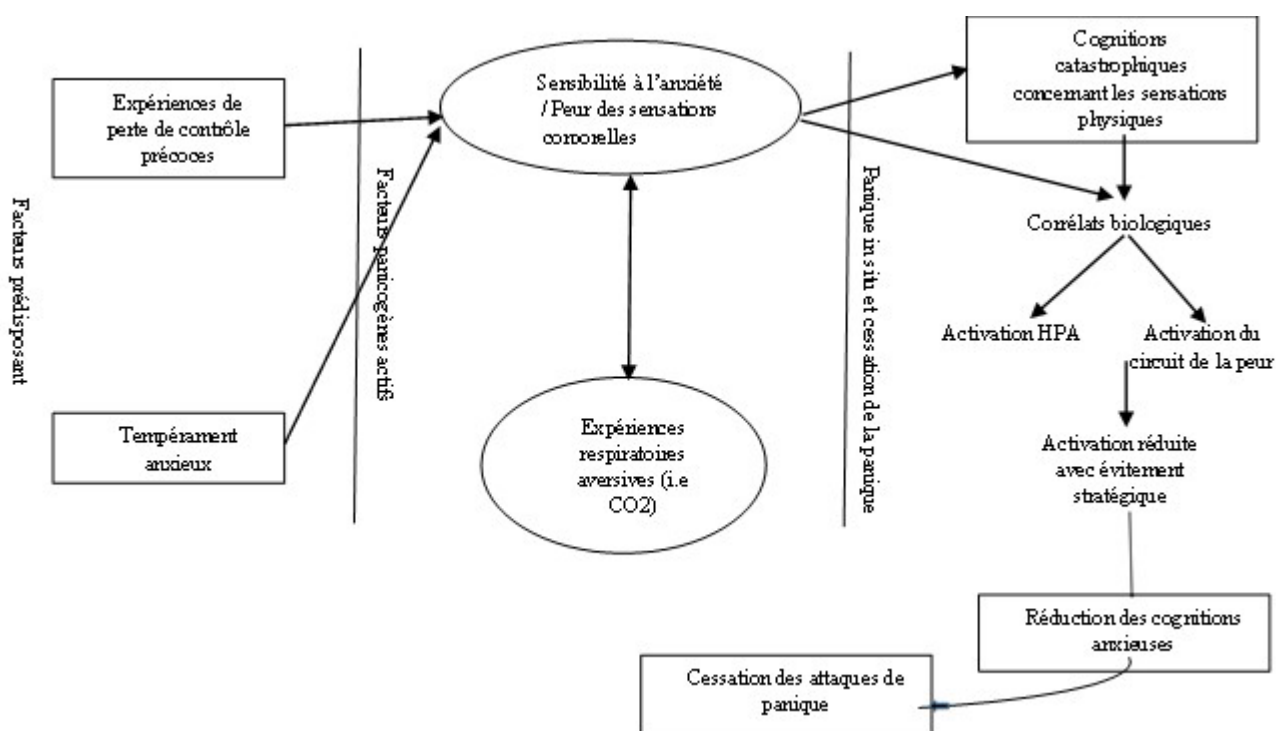 Facteurs prédisposant
Expériences de
perte de contrôle
précoces
Tempérament
anxieux
Facteurs panicogènes actifs
Sensibilité à l'anxiété
/ Peur des sensations
corporelles
Expériences
respiratoires
aversives (i.e
CO2)
Panique in situ et cessation de la panique
Cognitions
catastrophiques
concernant les sensations
physiques
Corrélats biologiques
Activation HPA
Activation du
circuit de la peur
Activation réduite
avec évitement
stratégique
Réduction des cognitions
anxieuses
Cessation des attaques de
panique